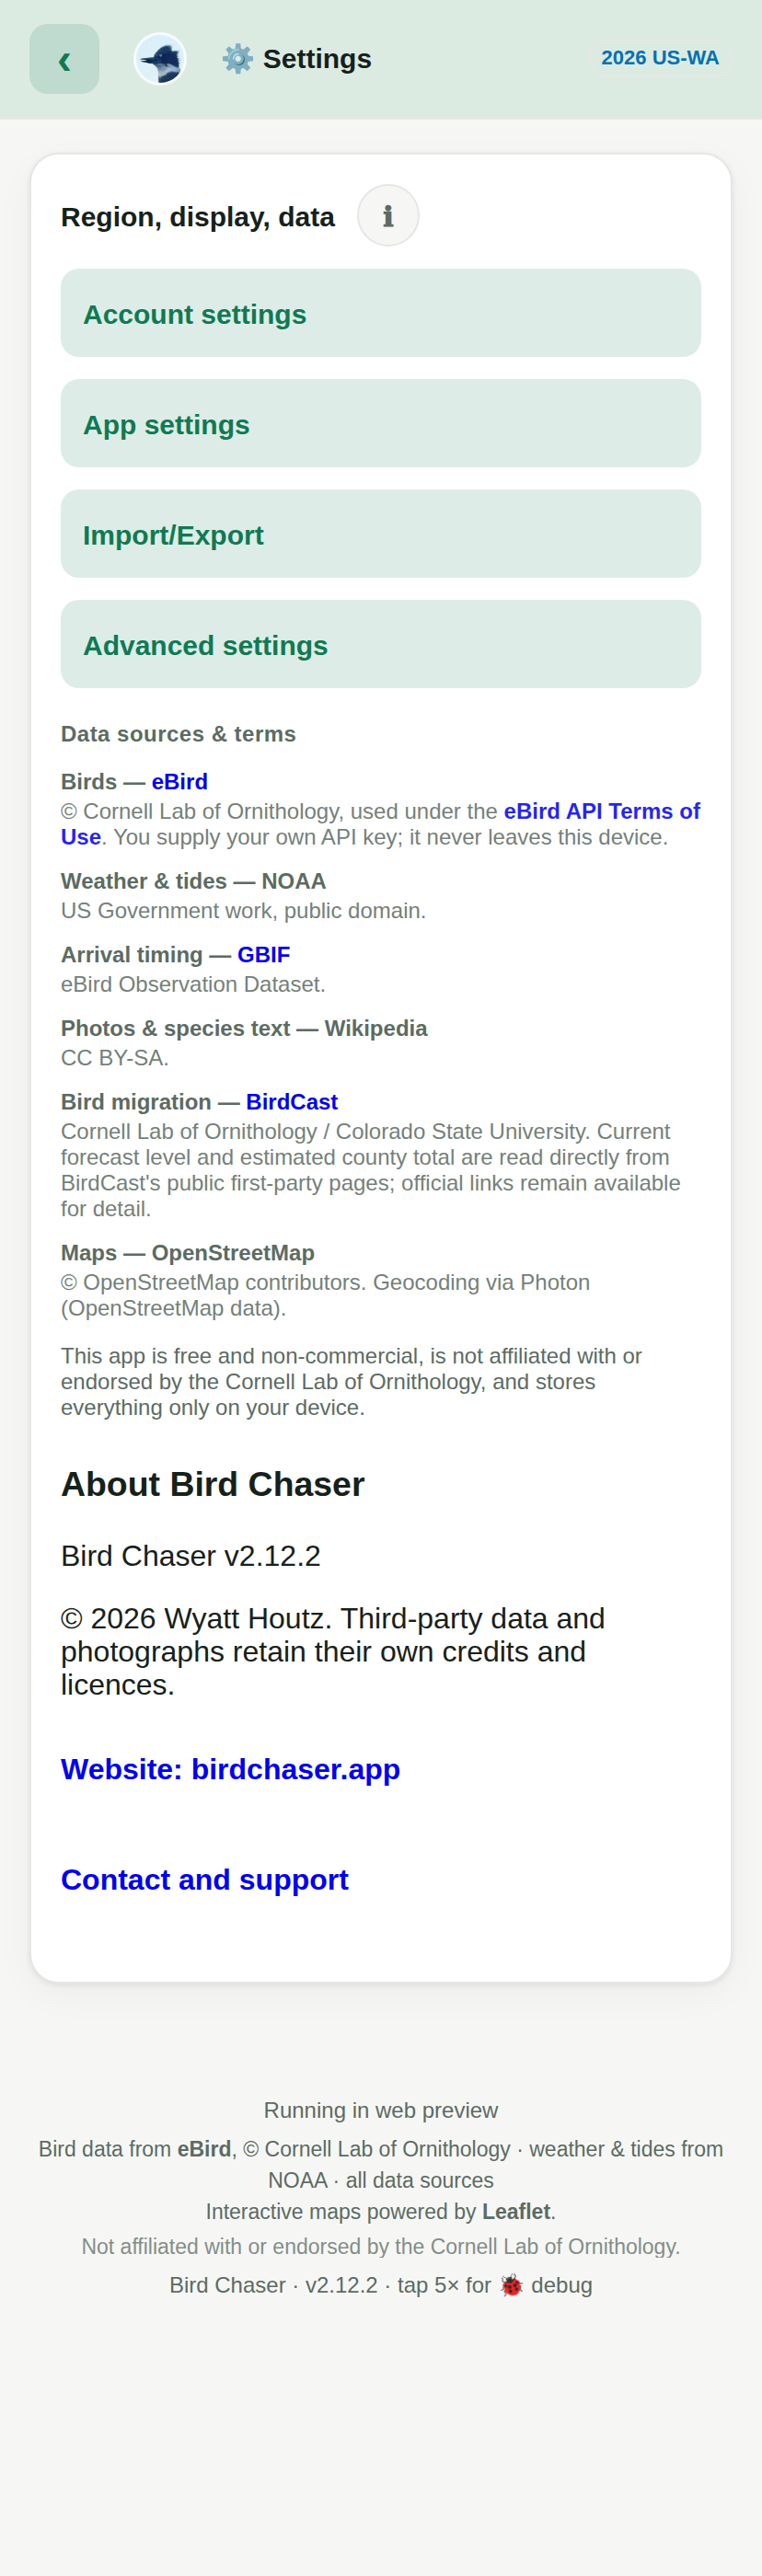 ‹ ⚙️ Settings 2026 US-WA
Region, display, data ℹ
Account settings
App settings
Import/Export
Advanced settings
Data sources & terms
Birds — eBird
© Cornell Lab of Ornithology, used under the eBird API Terms of
Use. You supply your own API key; it never leaves this device.
Weather & tides — NOAA
US Government work, public domain.
Arrival timing — GBIF
eBird Observation Dataset.
Photos & species text — Wikipedia
CC BY-SA.
Bird migration — BirdCast
Cornell Lab of Ornithology / Colorado State University. Current
forecast level and estimated county total are read directly from
BirdCast's public first-party pages; official links remain available
for detail.
Maps — OpenStreetMap
© OpenStreetMap contributors. Geocoding via Photon
(OpenStreetMap data).
This app is free and non-commercial, is not affiliated with or
endorsed by the Cornell Lab of Ornithology, and stores
everything only on your device.
About Bird Chaser
Bird Chaser v2.12.2
© 2026 Wyatt Houtz. Third-party data and
photographs retain their own credits and
licences.
Website: birdchaser.app
Contact and support
Running in web preview
Bird data from eBird, © Cornell Lab of Ornithology · weather & tides from
NOAA · all data sources
Interactive maps powered by Leaflet.
Not affiliated with or endorsed by the Cornell Lab of Ornithology.
Bird Chaser · v2.12.2 · tap 5× for 🐞 debug